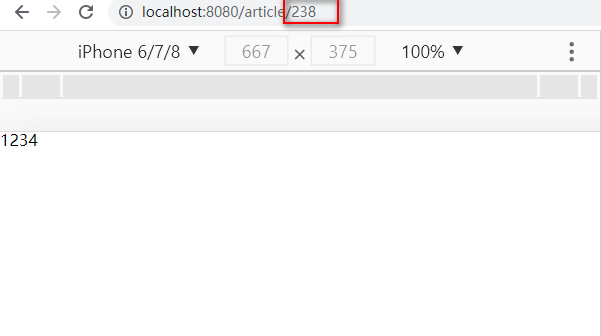 localhost:8080/article/238
iPhone 6/7/8 ▼ 667 × 375 100% ▼
1234